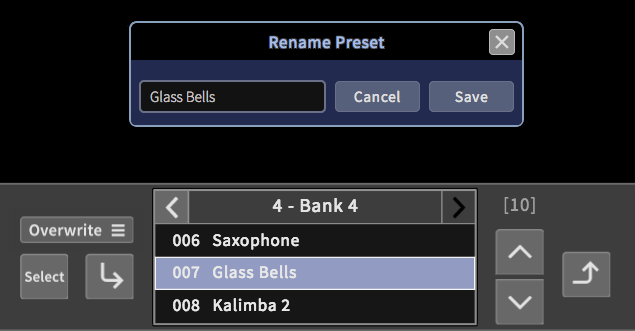 Rename Preset
Glass Bells
Cancel
Save
4 - Bank 4
[10]
Overwrite
006 Saxophone
Select
007 Glass Bells
008 Kalimba 2